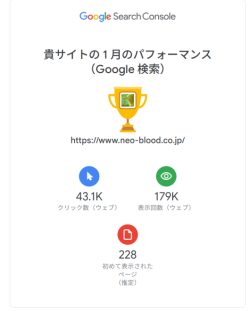 Google Search Console
貴サイトの1月のパフォーマンス
（Google 検索）
https://www.neo-blood.co.jp/
43.1K
クリック数（ウェブ）
179K
表示回数（ウェブ）
228
初めて表示された
ページ
（推定）